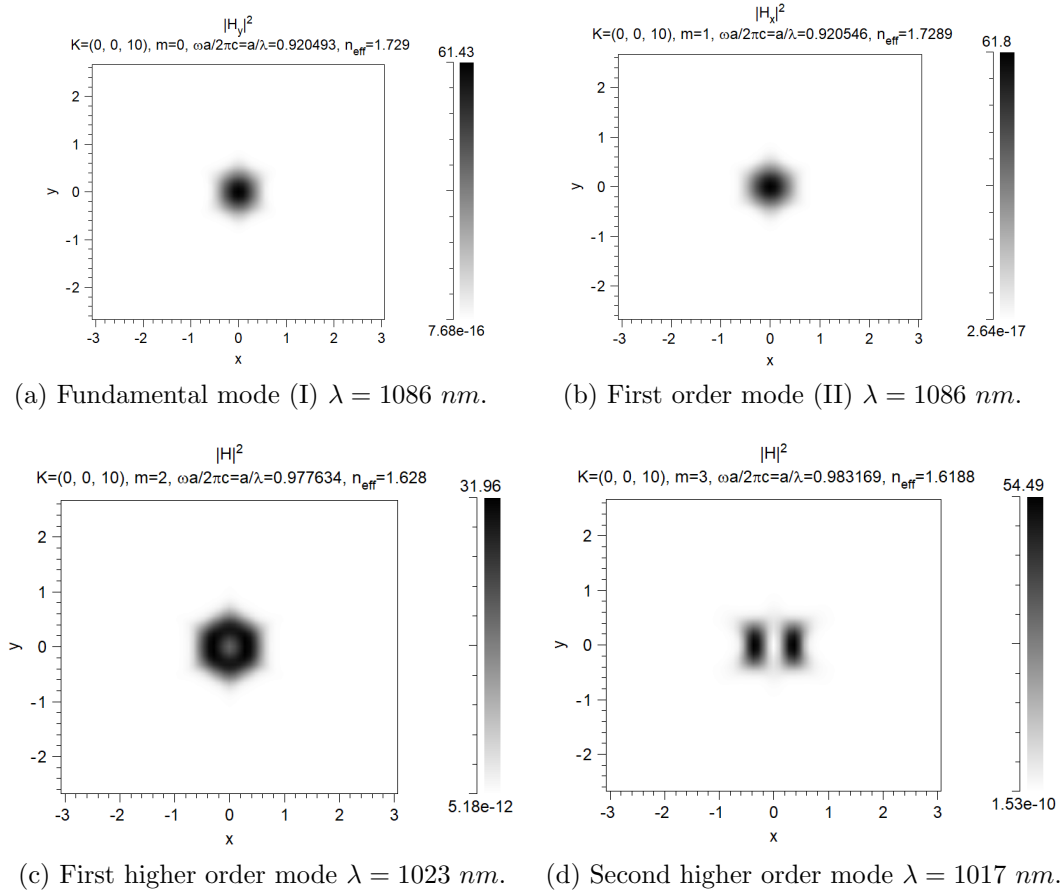 |H_y|^2
K=(0, 0, 10), m=0, ωa/2πc=a/λ=0.920493, n_eff=1.729
61.43
2
1
0
-1
-2
y
7.68e-16
-3 -2 -1 0 1 2 3
x
(a) Fundamental mode (I) λ = 1086 nm.
|H_x|^2
K=(0, 0, 10), m=1, ωa/2πc=a/λ=0.920546, n_eff=1.7289
61.8
2
1
0
-1
-2
y
2.64e-17
-3 -2 -1 0 1 2 3
x
(b) First order mode (II) λ = 1086 nm.
|H|^2
K=(0, 0, 10), m=2, ωa/2πc=a/λ=0.977634, n_eff=1.628
31.96
2
1
0
-1
-2
y
5.18e-12
-3 -2 -1 0 1 2 3
x
(c) First higher order mode λ = 1023 nm.
|H|^2
K=(0, 0, 10), m=3, ωa/2πc=a/λ=0.983169, n_eff=1.6188
54.49
2
1
0
-1
-2
y
1.53e-10
-3 -2 -1 0 1 2 3
x
(d) Second higher order mode λ = 1017 nm.